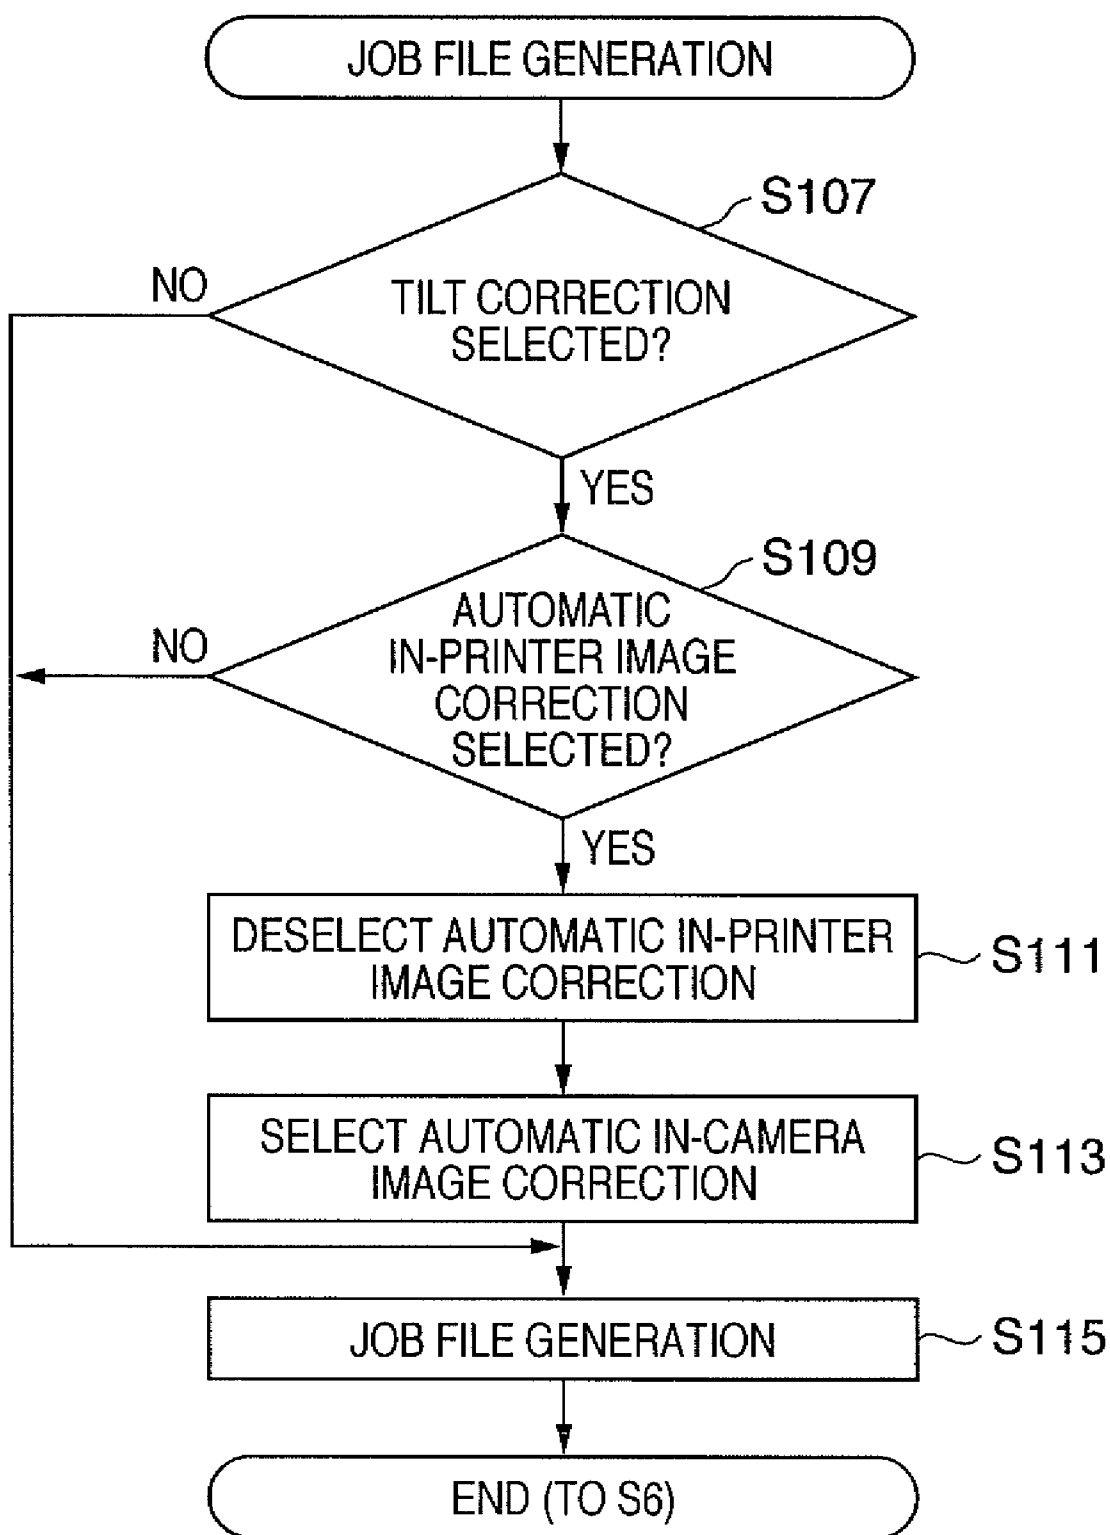 JOB FILE GENERATION
S107
NO
TILT CORRECTION
SELECTED?
YES
S109
NO
AUTOMATIC
IN-PRINTER IMAGE
CORRECTION
SELECTED?
YES
DESELECT AUTOMATIC IN-PRINTER
IMAGE CORRECTION
S111
SELECT AUTOMATIC IN-CAMERA
IMAGE CORRECTION
S113
JOB FILE GENERATION
S115
END (TO S6)